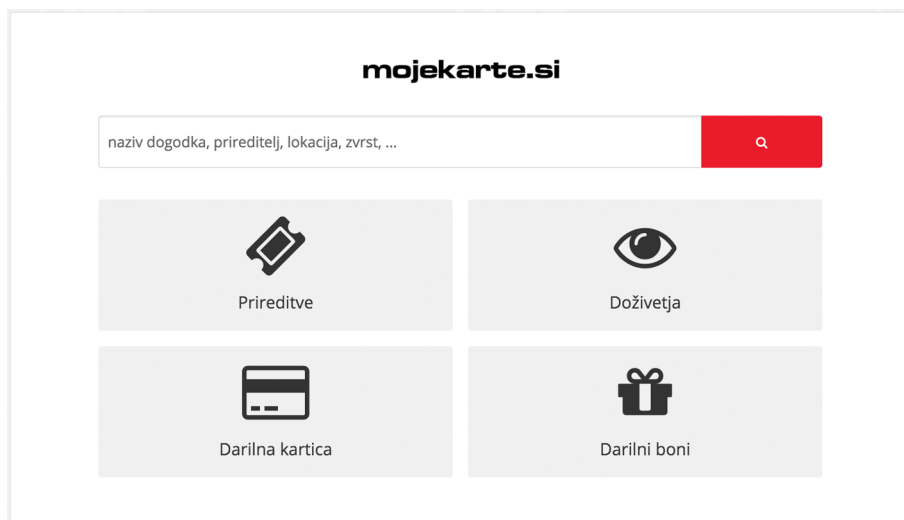 mojekarte.si
naziv dogodka, prireditelj, lokacija, zvrst, ...
Prireditve
Doživetja
Darilna kartica
Darilni boni